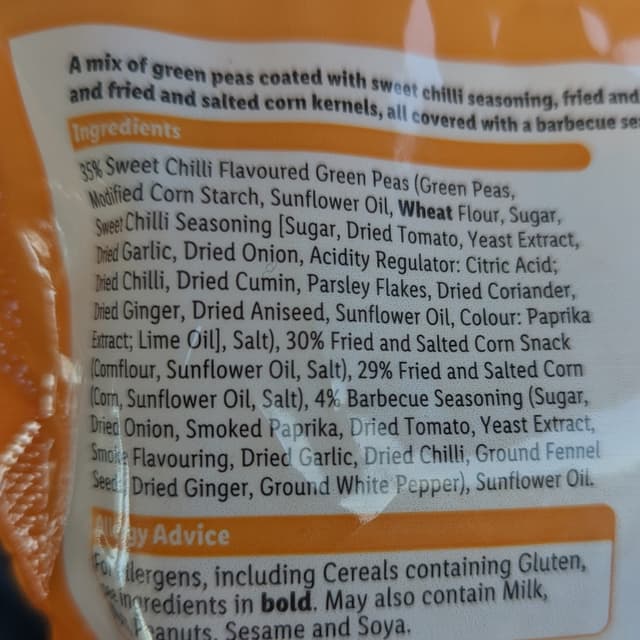 A mix of green peas coated with sweet chilli seasoning, fried and
and fried and salted corn kernels, all covered with a barbecue
Ingredients
35% Sweet Chilli Flavoured Green Peas (Green Peas,
Modified Corn Starch, Sunflower Oil, Wheat Flour, Sugar,
Sweet Chilli Seasoning [Sugar, Dried Tomato, Yeast Extract,
Dried Garlic, Dried Onion, Acidity Regulator: Citric Acid;
Dried Chilli, Dried Cumin, Parsley Flakes, Dried Coriander,
Dried Ginger, Dried Aniseed, Sunflower Oil, Colour: Paprika
Extract; Lime Oil], Salt), 30% Fried and Salted Corn Snack
(Cornflour, Sunflower Oil, Salt), 29% Fried and Salted Corn
(Corn, Sunflower Oil, Salt), 4% Barbecue Seasoning (Sugar,
Dried Onion, Smoked Paprika, Dried Tomato, Yeast Extract,
Smoke Flavouring, Dried Garlic, Dried Chilli, Ground Fennel
Seed, Dried Ginger, Ground White Pepper), Sunflower Oil.
Allergy Advice
For allergens, including Cereals containing Gluten,
ingredients in bold. May also contain Milk,
Peanuts, Sesame and Soya.